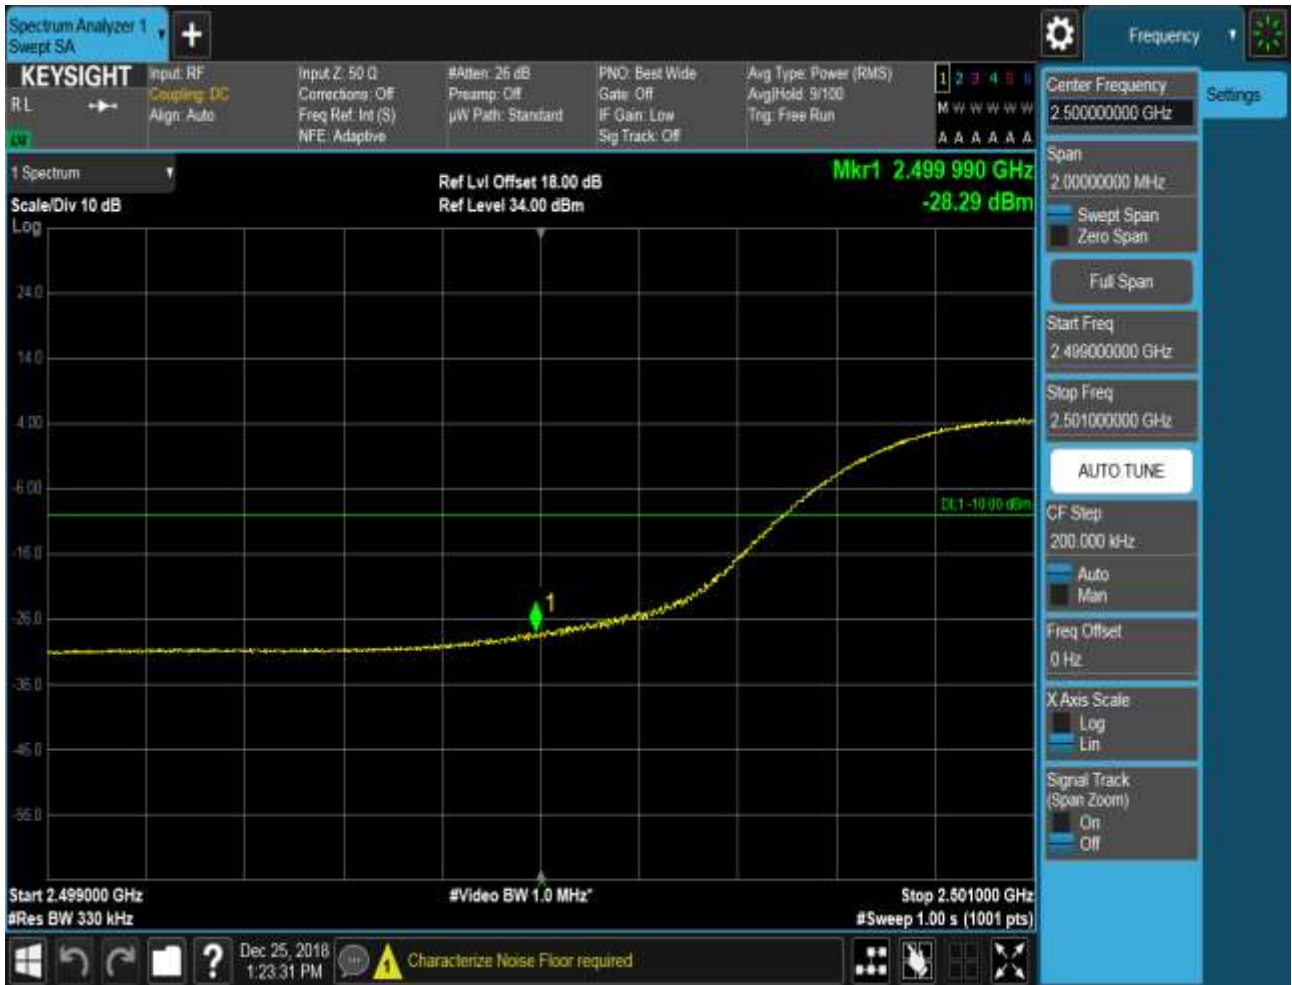 Spectrum Analyzer 1
Swept SA
+
Frequency
KEYSIGHT
RL
LXI
Input: RF
Coupling: DC
Align: Auto
Input Z: 50 Ω
Corrections: Off
Freq Ref: Int (S)
NFE: Adaptive
#Atten: 26 dB
Preamp: Off
µW Path: Standard
PNO: Best Wide
Gate: Off
IF Gain: Low
Sig Track: Off
Avg Type: Power (RMS)
Avg|Hold: 9/100
Trig: Free Run
1 2 3 4 5 6
M W W W W W
A A A A A A
1 Spectrum
Scale/Div 10 dB
Log
Ref Lvl Offset 18.00 dB
Ref Level 34.00 dBm
Mkr1 2.499 990 GHz
-28.29 dBm
24.0
14.0
4.00
-6.00
-16.0
-26.0
-36.0
-46.0
-56.0
DL1 -10.00 dBm
1
Start 2.499000 GHz
#Res BW 330 kHz
#Video BW 1.0 MHz*
Stop 2.501000 GHz
#Sweep 1.00 s (1001 pts)
Center Frequency
2.500000000 GHz
Settings
Span
2.00000000 MHz
Swept Span
Zero Span
Full Span
Start Freq
2.499000000 GHz
Stop Freq
2.501000000 GHz
AUTO TUNE
CF Step
200.000 kHz
Auto
Man
Freq Offset
0 Hz
X Axis Scale
Log
Lin
Signal Track
(Span Zoom)
On
Off
?
Dec 25, 2018
1:23:31 PM
1
Characterize Noise Floor required